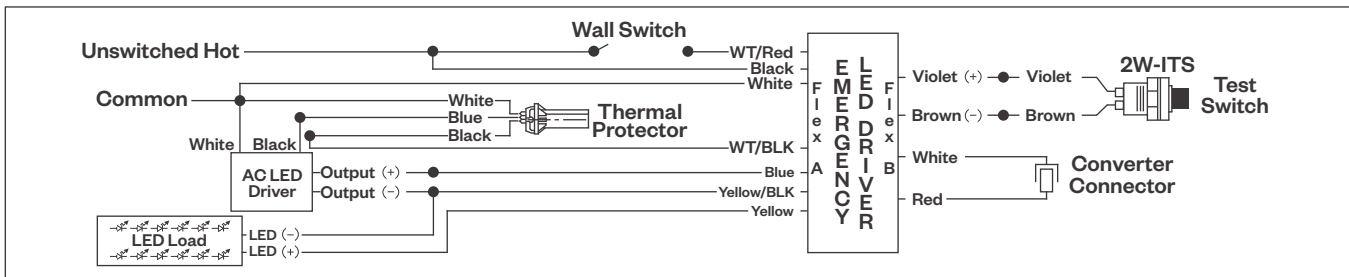 Unswitched Hot
Wall Switch
WT/Red
Black
White
Common
White
Blue
Black
Thermal
Protector
White
Black
WT/BLK
AC LED
Driver
Output (+)
Output (-)
Blue
Yellow/BLK
Yellow
LED Load
LED (-)
LED (+)
Flex A
EMERGENCY
LED DRIVER
Flex B
Violet (+)
Violet
Brown (-)
Brown
2W-ITS
Test
Switch
White
Red
Converter
Connector